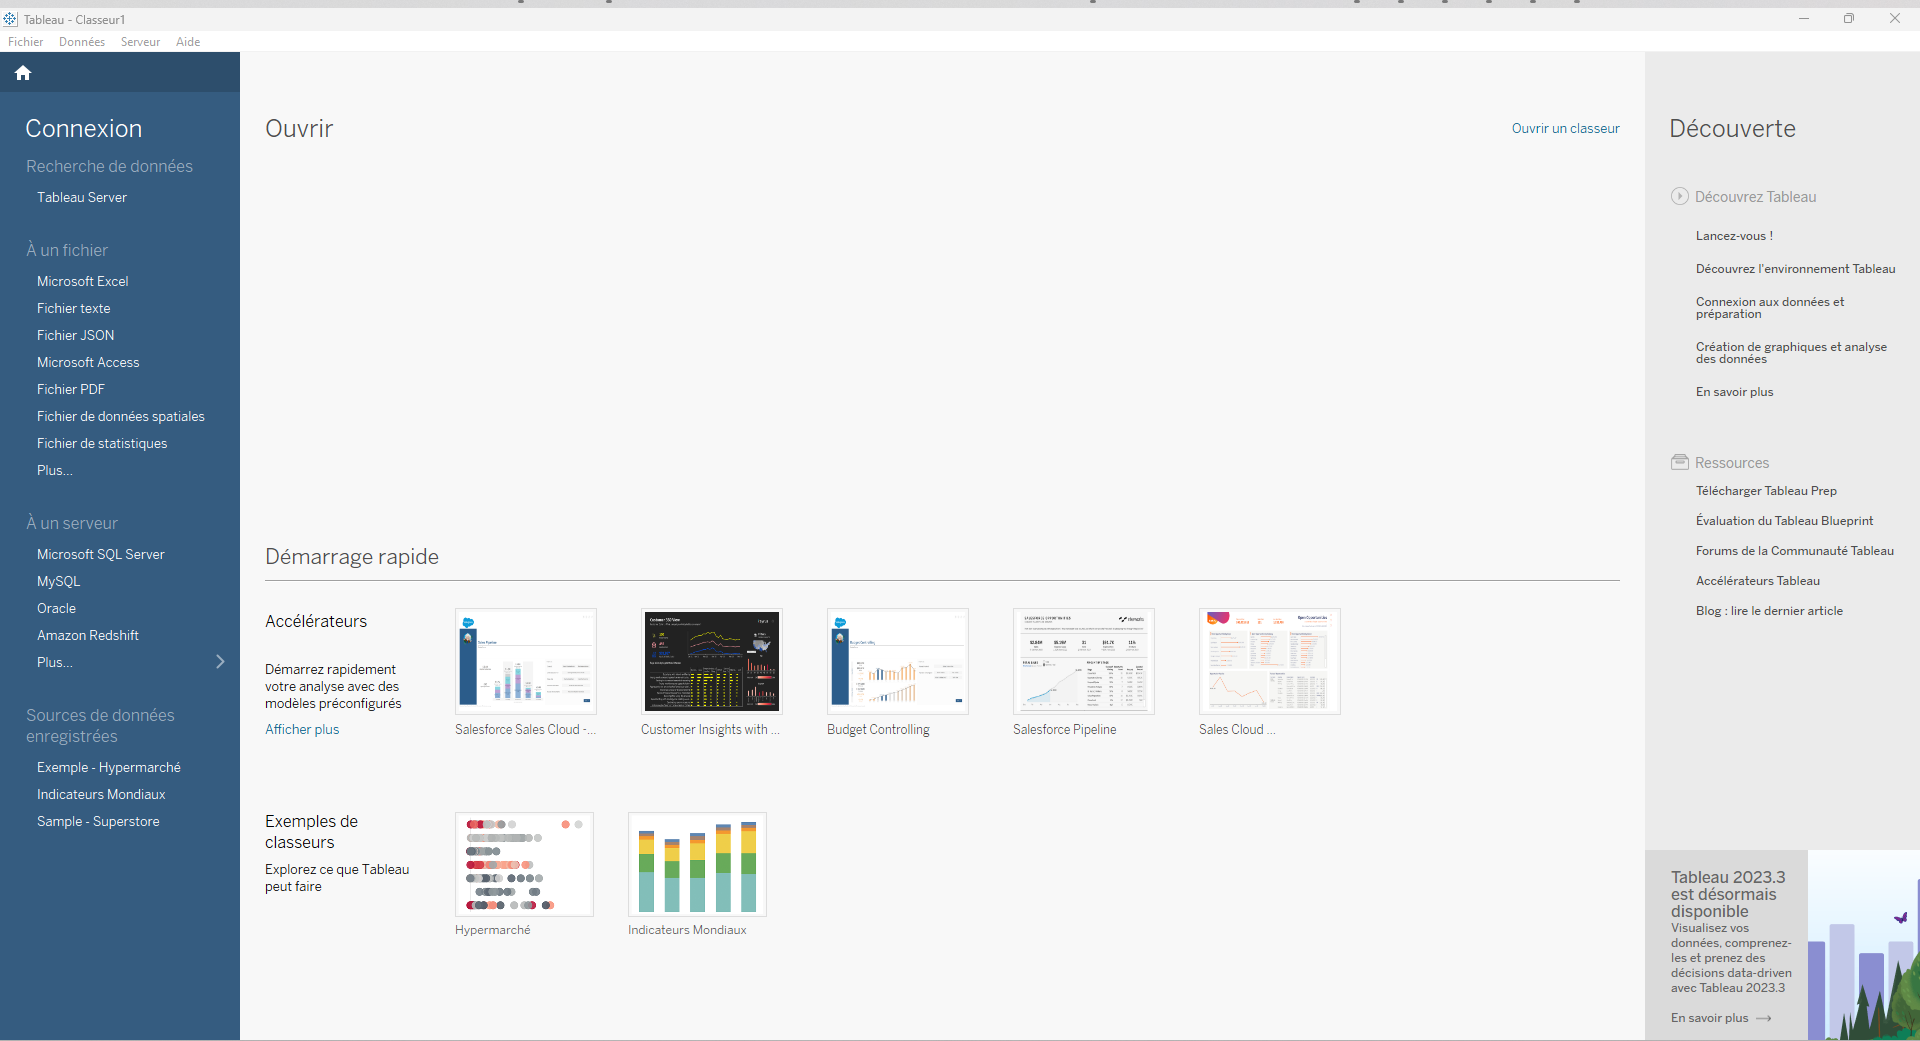 Tableau - Classeur1
Fichier Données Serveur Aide
Connexion
Recherche de données
Tableau Server
À un fichier
Microsoft Excel
Fichier texte
Fichier JSON
Microsoft Access
Fichier PDF
Fichier de données spatiales
Fichier de statistiques
Plus...
À un serveur
Microsoft SQL Server
MySQL
Oracle
Amazon Redshift
Plus...
Sources de données
enregistrées
Exemple - Hypermarché
Indicateurs Mondiaux
Sample - Superstore
Ouvrir
Ouvrir un classeur
Démarrage rapide
Accélérateurs
Démarrez rapidement
votre analyse avec des
modèles préconfigurés
Afficher plus
Salesforce Sales Cloud -...
Customer Insights with ...
Budget Controlling
Salesforce Pipeline
Sales Cloud ...
Exemples de
classeurs
Explorez ce que Tableau
peut faire
Hypermarché
Indicateurs Mondiaux
Découverte
Découvrez Tableau
Lancez-vous !
Découvrez l'environnement Tableau
Connexion aux données et
préparation
Création de graphiques et analyse
des données
En savoir plus
Ressources
Télécharger Tableau Prep
Évaluation du Tableau Blueprint
Forums de la Communauté Tableau
Accélérateurs Tableau
Blog : lire le dernier article
Tableau 2023.3
est désormais
disponible
Visualisez vos
données, comprenez-
les et prenez des
décisions data-driven
avec Tableau 2023.3
En savoir plus